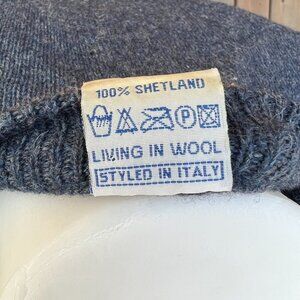 100% SHETLAND
P
LIVING IN WOOL
STYLED IN ITALY